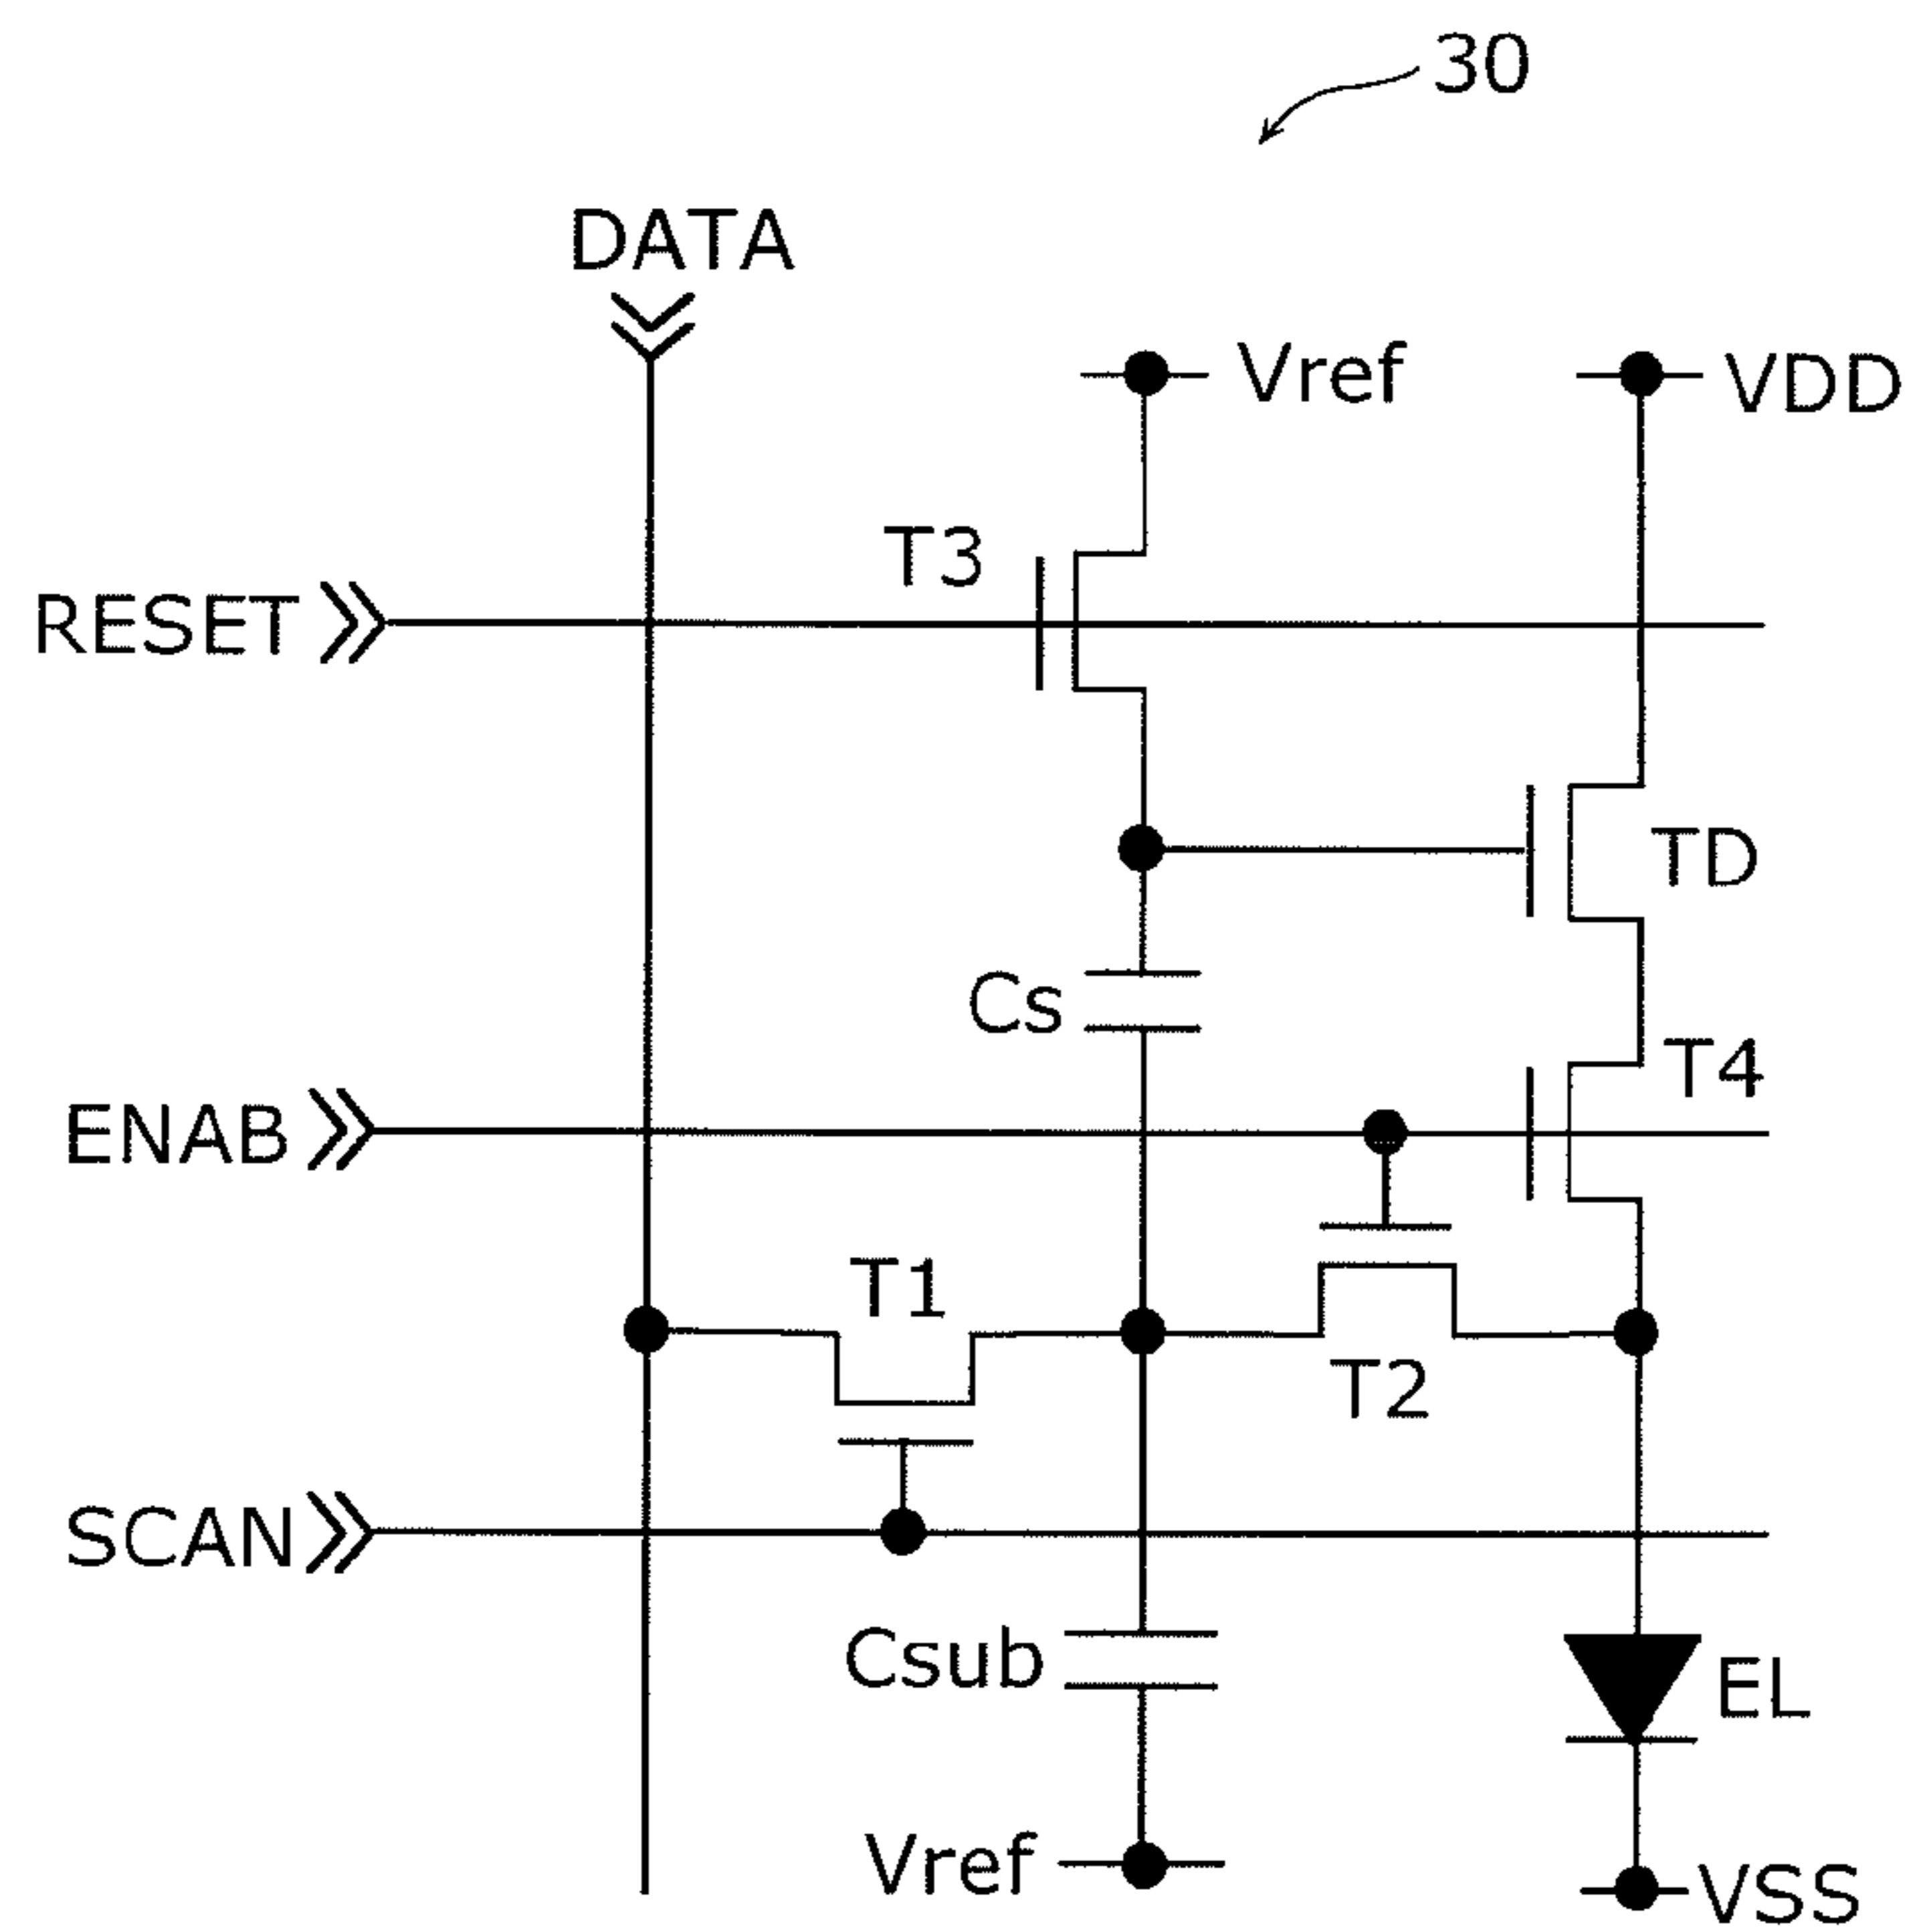 30
DATA
Vref
VDD
T3
RESET
TD
Cs
T4
ENAB
T1
T2
SCAN
Csub
EL
Vref
VSS